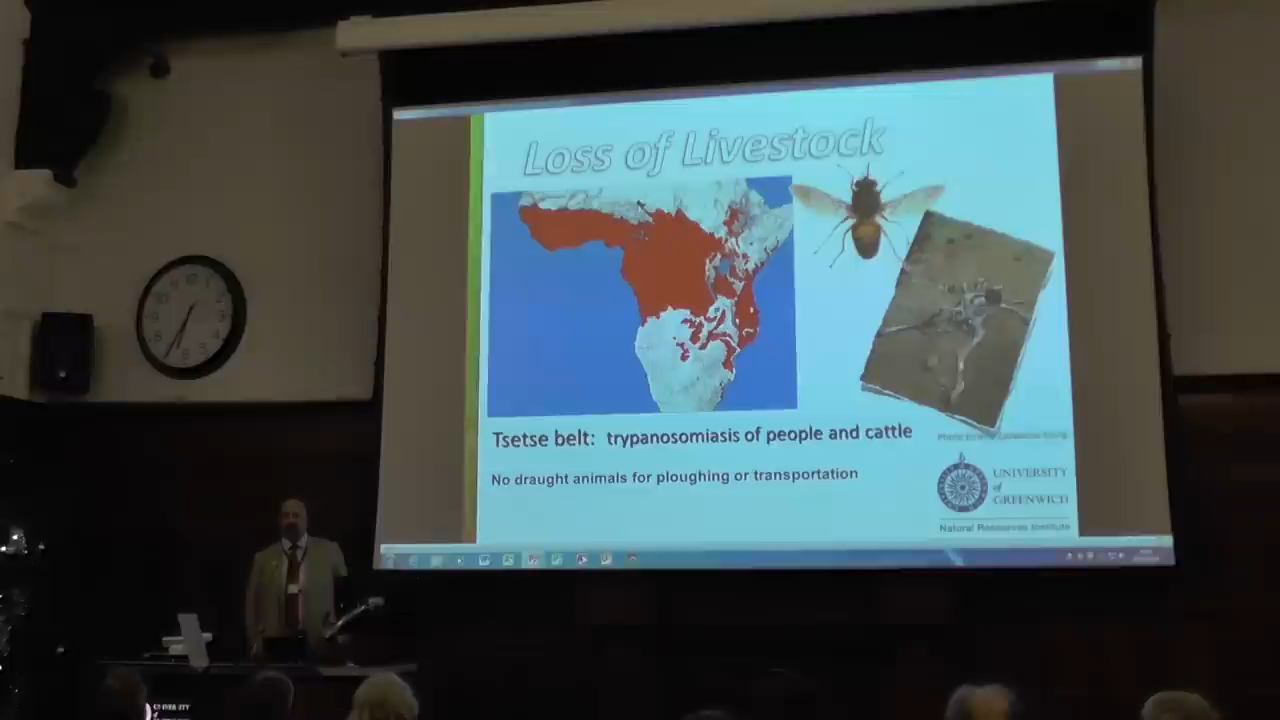 Loss of Livestock
Tsetse belt: trypanosomiasis of people and cattle
No draught animals for ploughing or transportation
UNIVERSITY
of
GREENWICH
Natural Resources Institute